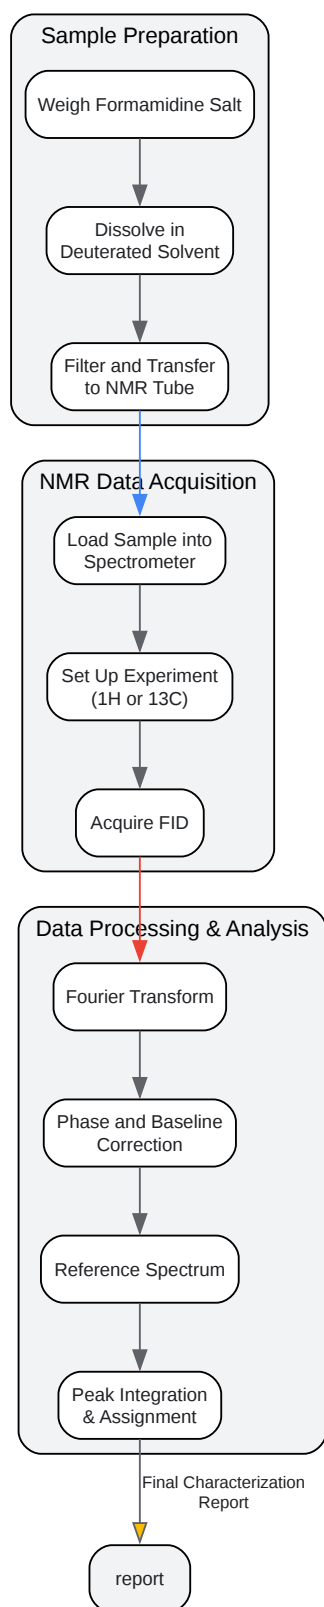 Sample Preparation
Weigh Formamidine Salt
Dissolve in
Deuterated Solvent
Filter and Transfer
to NMR Tube
NMR Data Acquisition
Load Sample into
Spectrometer
Set Up Experiment
(1H or 13C)
Acquire FID
Data Processing & Analysis
Fourier Transform
Phase and Baseline
Correction
Reference Spectrum
Peak Integration
& Assignment
Final Characterization
Report
report